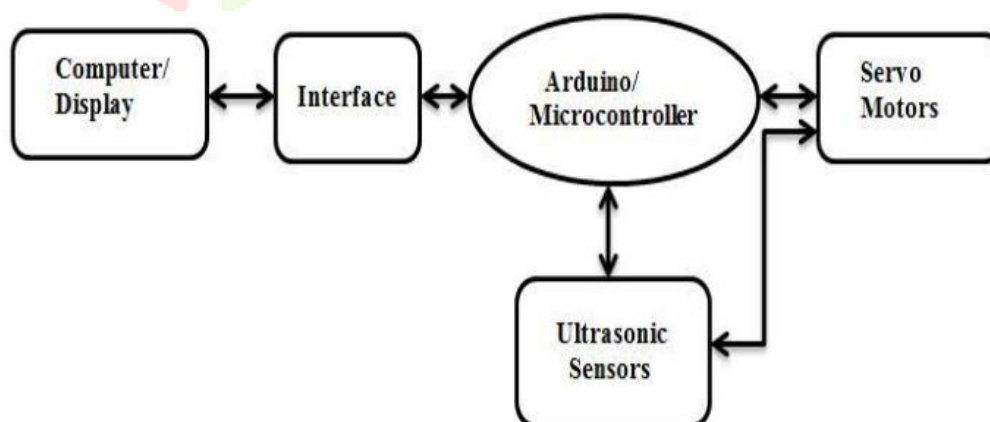 Computer/
Display
Interface
Arduino/
Microcontroller
Servo
Motors
Ultrasonic
Sensors